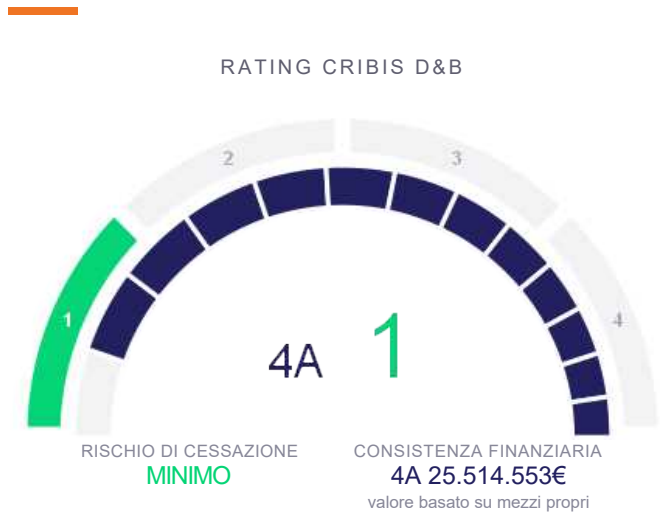 RATING CRIBIS D&B
2
3
1
4
4A 1
RISCHIO DI CESSAZIONE
MINIMO
CONSISTENZA FINANZIARIA
4A 25.514.553€
valore basato su mezzi propri